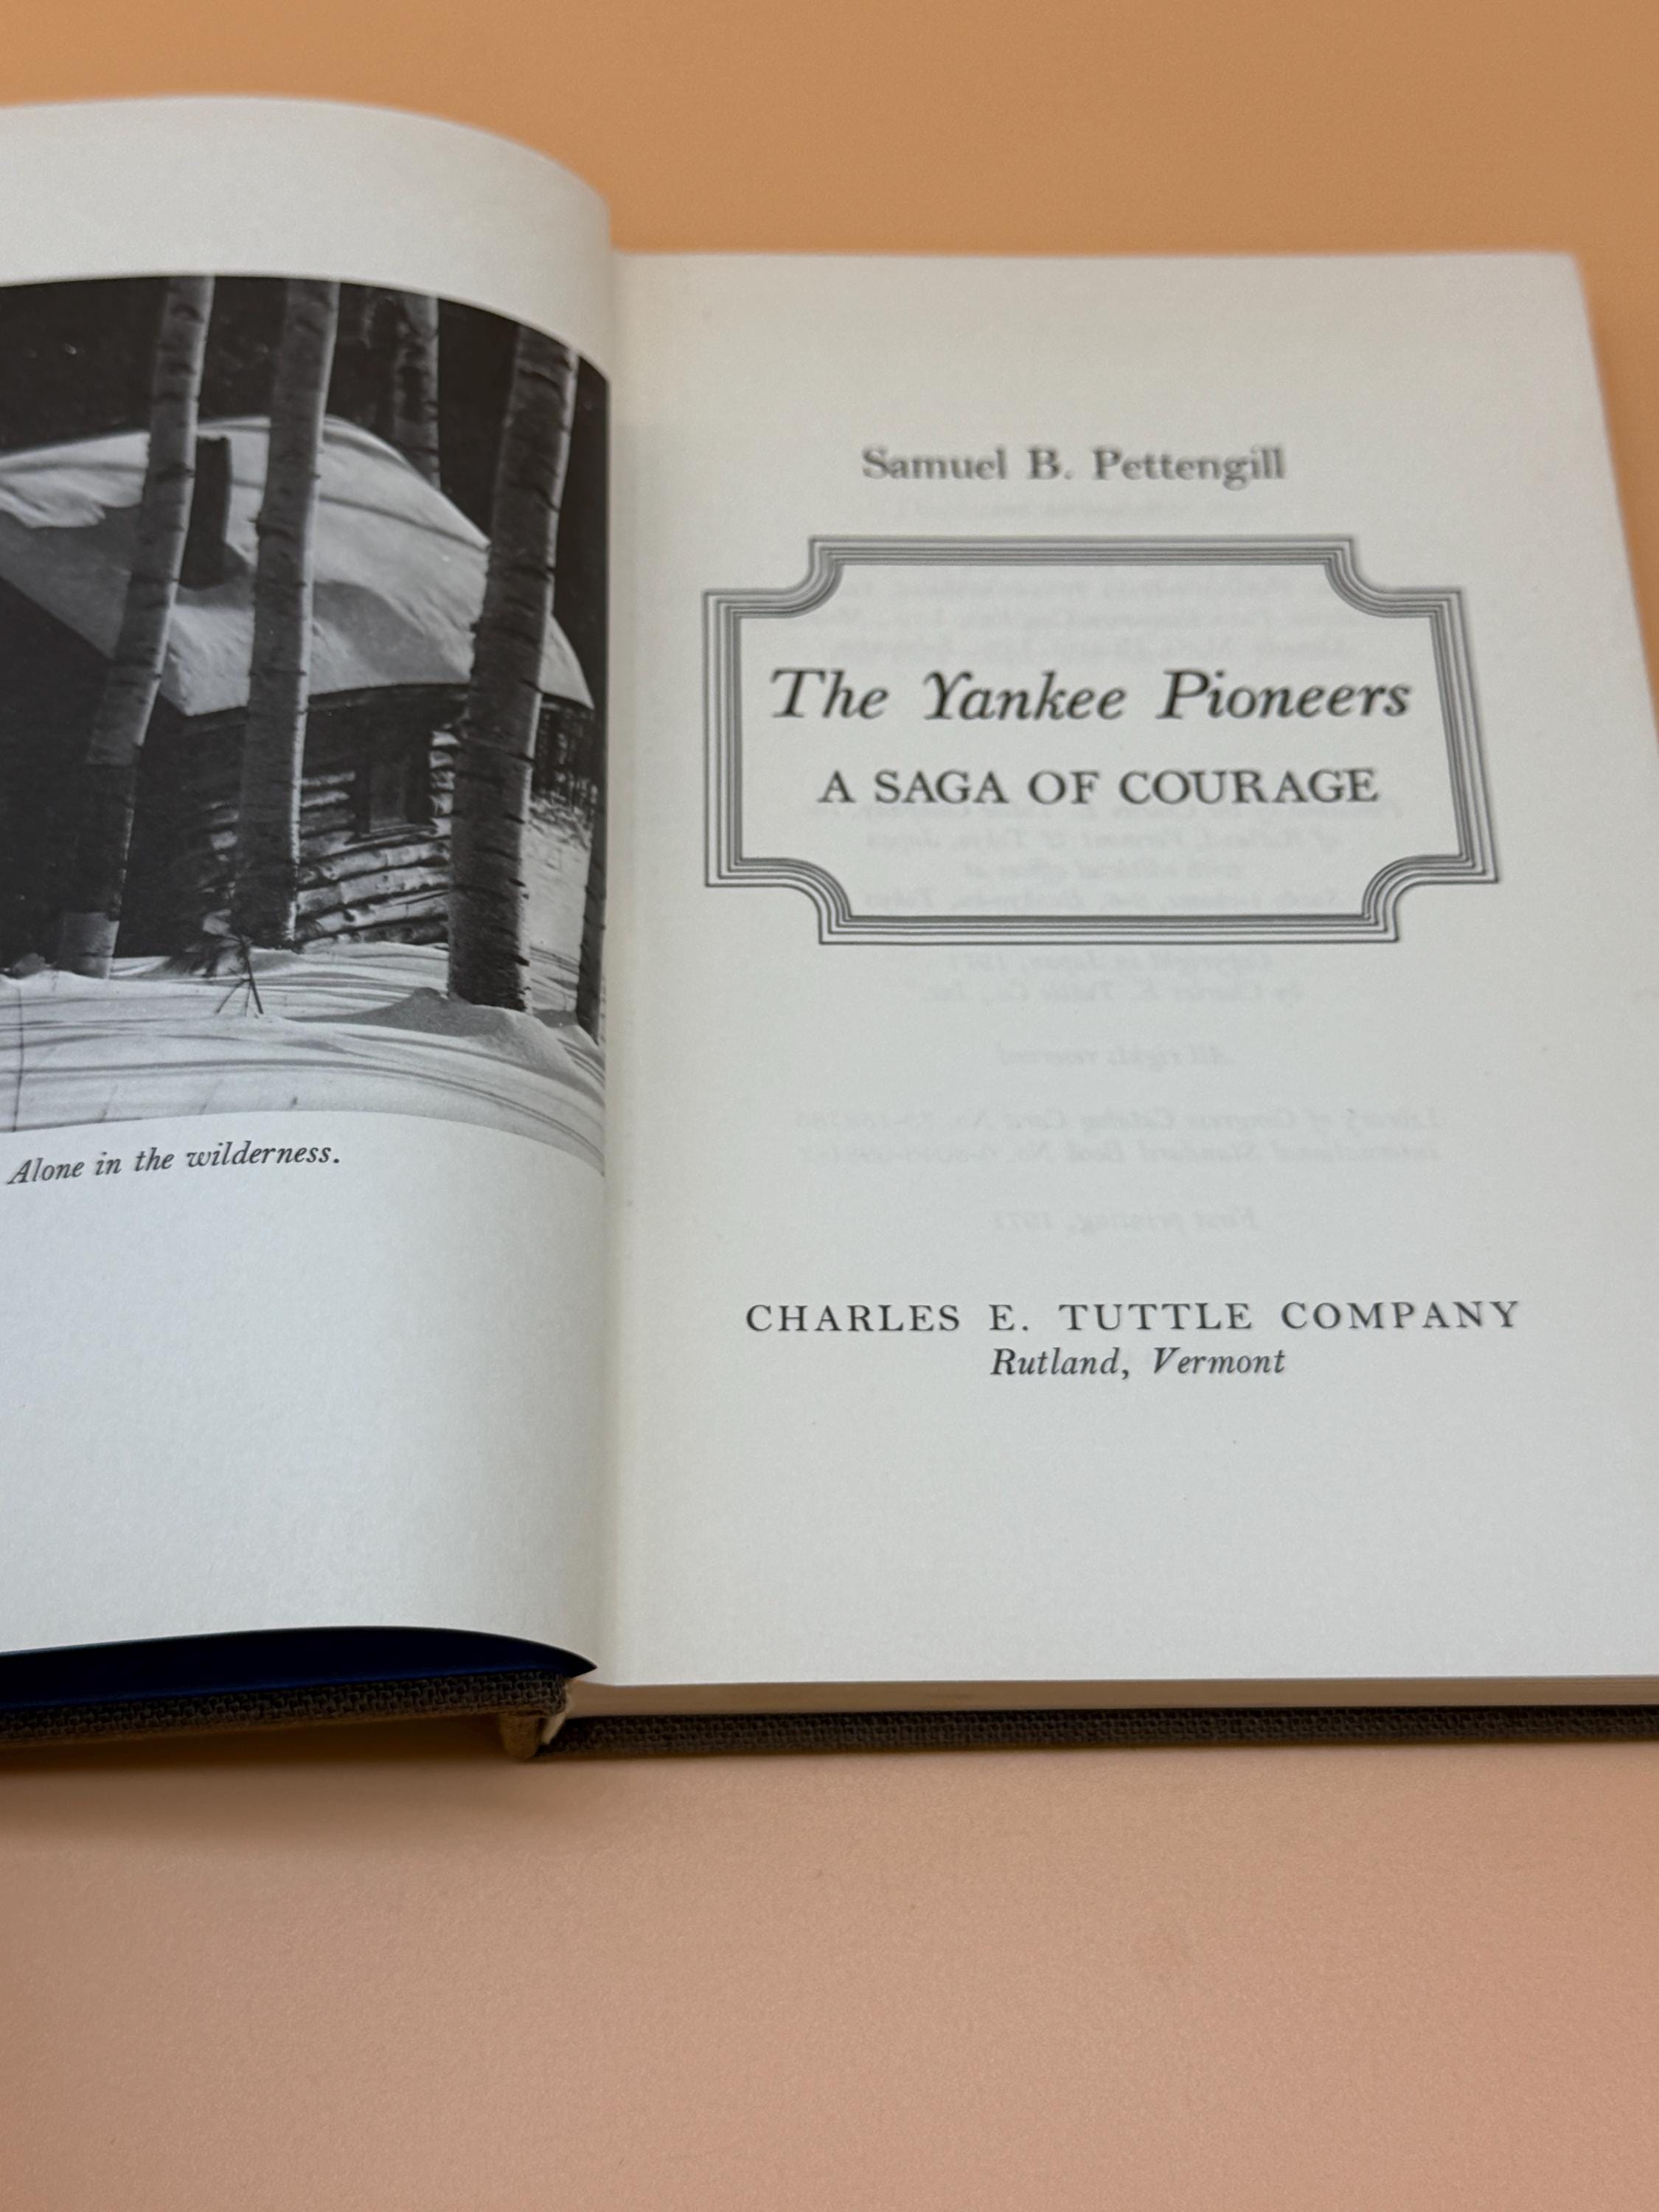 Alone in the wilderness.
Samuel B. Pettengill
The Yankee Pioneers
A SAGA OF COURAGE
CHARLES E. TUTTLE COMPANY
Rutland, Vermont